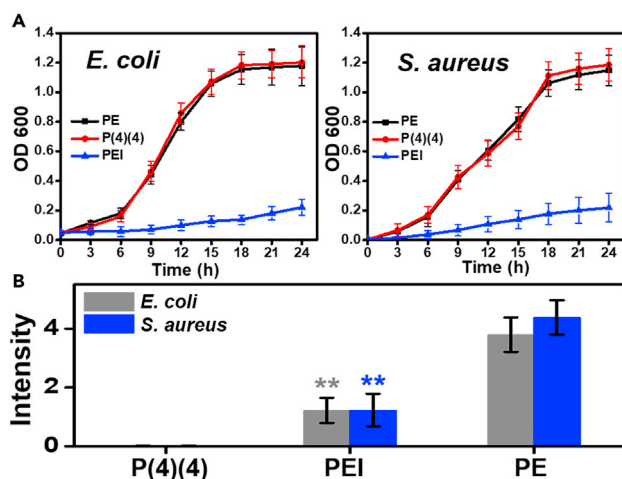 A
E. coli
S. aureus
OD 600
1.4
1.2
1.0
0.8
0.6
0.4
0.2
0.0
PE
P(4)(4)
PEI
0 3 6 9 12 15 18 21 24
Time (h)
OD 600
1.4
1.2
1.0
0.8
0.6
0.4
0.2
0.0
PE
P(4)(4)
PEI
0 3 6 9 12 15 18 21 24
Time (h)
B
Intensity
4
2
0
E. coli
S. aureus
** **
P(4)(4) PEI PE